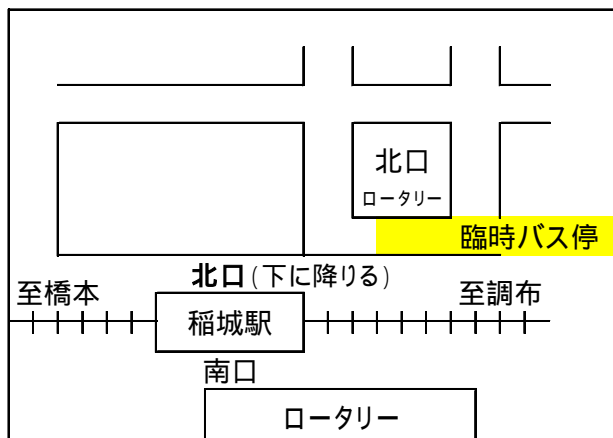 北口
ロータリー
臨時バス停
北口(下に降りる)
至橋本
至調布
稲城駅
南口
ロータリー